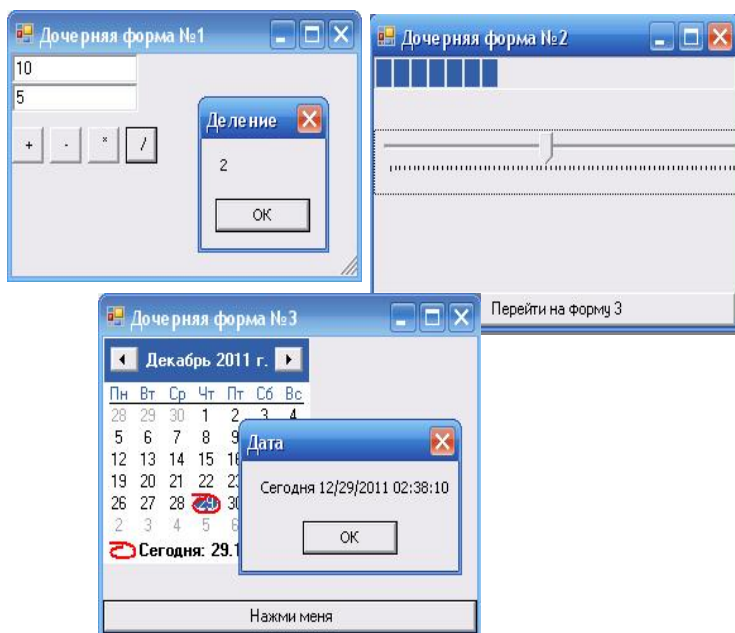 Дочерняя форма №1
10
5
+ - * /
Деление
2
OK
Дочерняя форма №2
Перейти на форму 3
Дочерняя форма №3
Декабрь 2011 г.
Пн Вт Ср Чт Пт Сб Вс
28 29 30 1 2 3 4
5 6 7 8 9
12 13 14 15
19 20 21 22
26 27 28 29
2 3 4 5
Сегодня: 29.1
Дата
Сегодня 12/29/2011 02:38:10
OK
Нажми меня